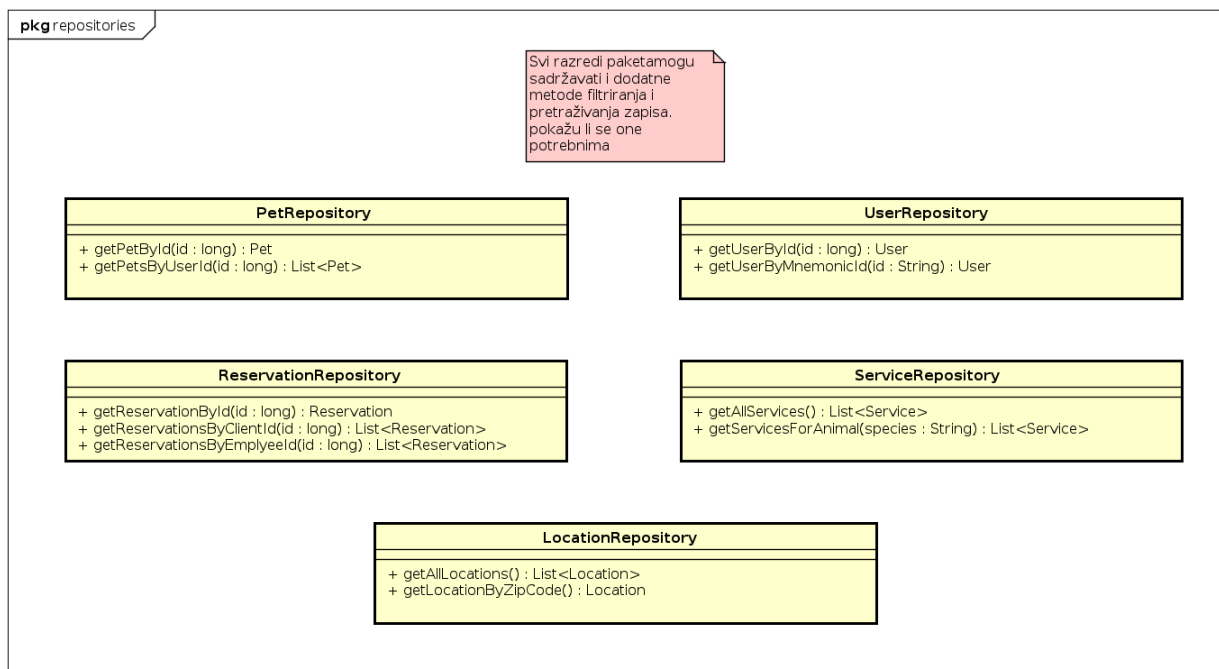 pkg repositories
Svi razredi paketamogu
sadržavati i dodatne
metode filtriranja i
pretraživanja zapisa.
pokažu li se one
potrebnima
PetRepository
+ getPetById(id : long) : Pet
+ getPetsByUserId(id : long) : List<Pet>
UserRepository
+ getUserById(id : long) : User
+ getUserByMnemonicId(id : String) : User
ReservationRepository
+ getReservationById(id : long) : Reservation
+ getReservationsByClientId(id : long) : List<Reservation>
+ getReservationsByEmplyeeId(id : long) : List<Reservation>
ServiceRepository
+ getAllServices() : List<Service>
+ getServicesForAnimal(species : String) : List<Service>
LocationRepository
+ getAllLocations() : List<Location>
+ getLocationByZipCode() : Location